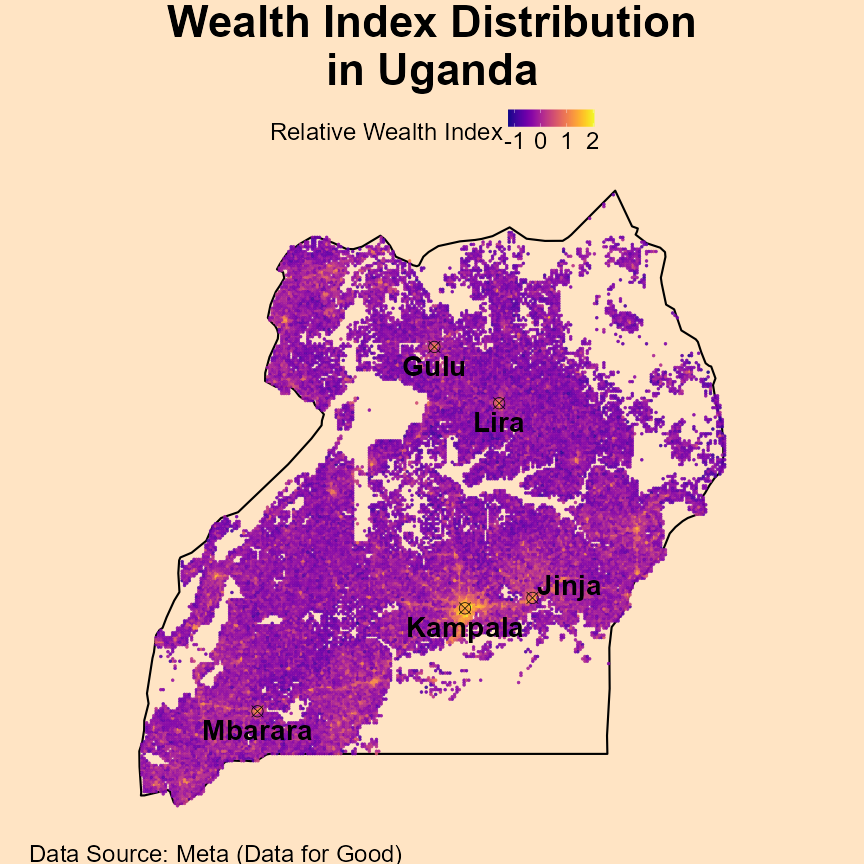 Wealth Index Distribution
in Uganda
Relative Wealth Index
-1 0 1 2
Gulu
Lira
Jinja
Kampala
Mbarara
Data Source: Meta (Data for Good)